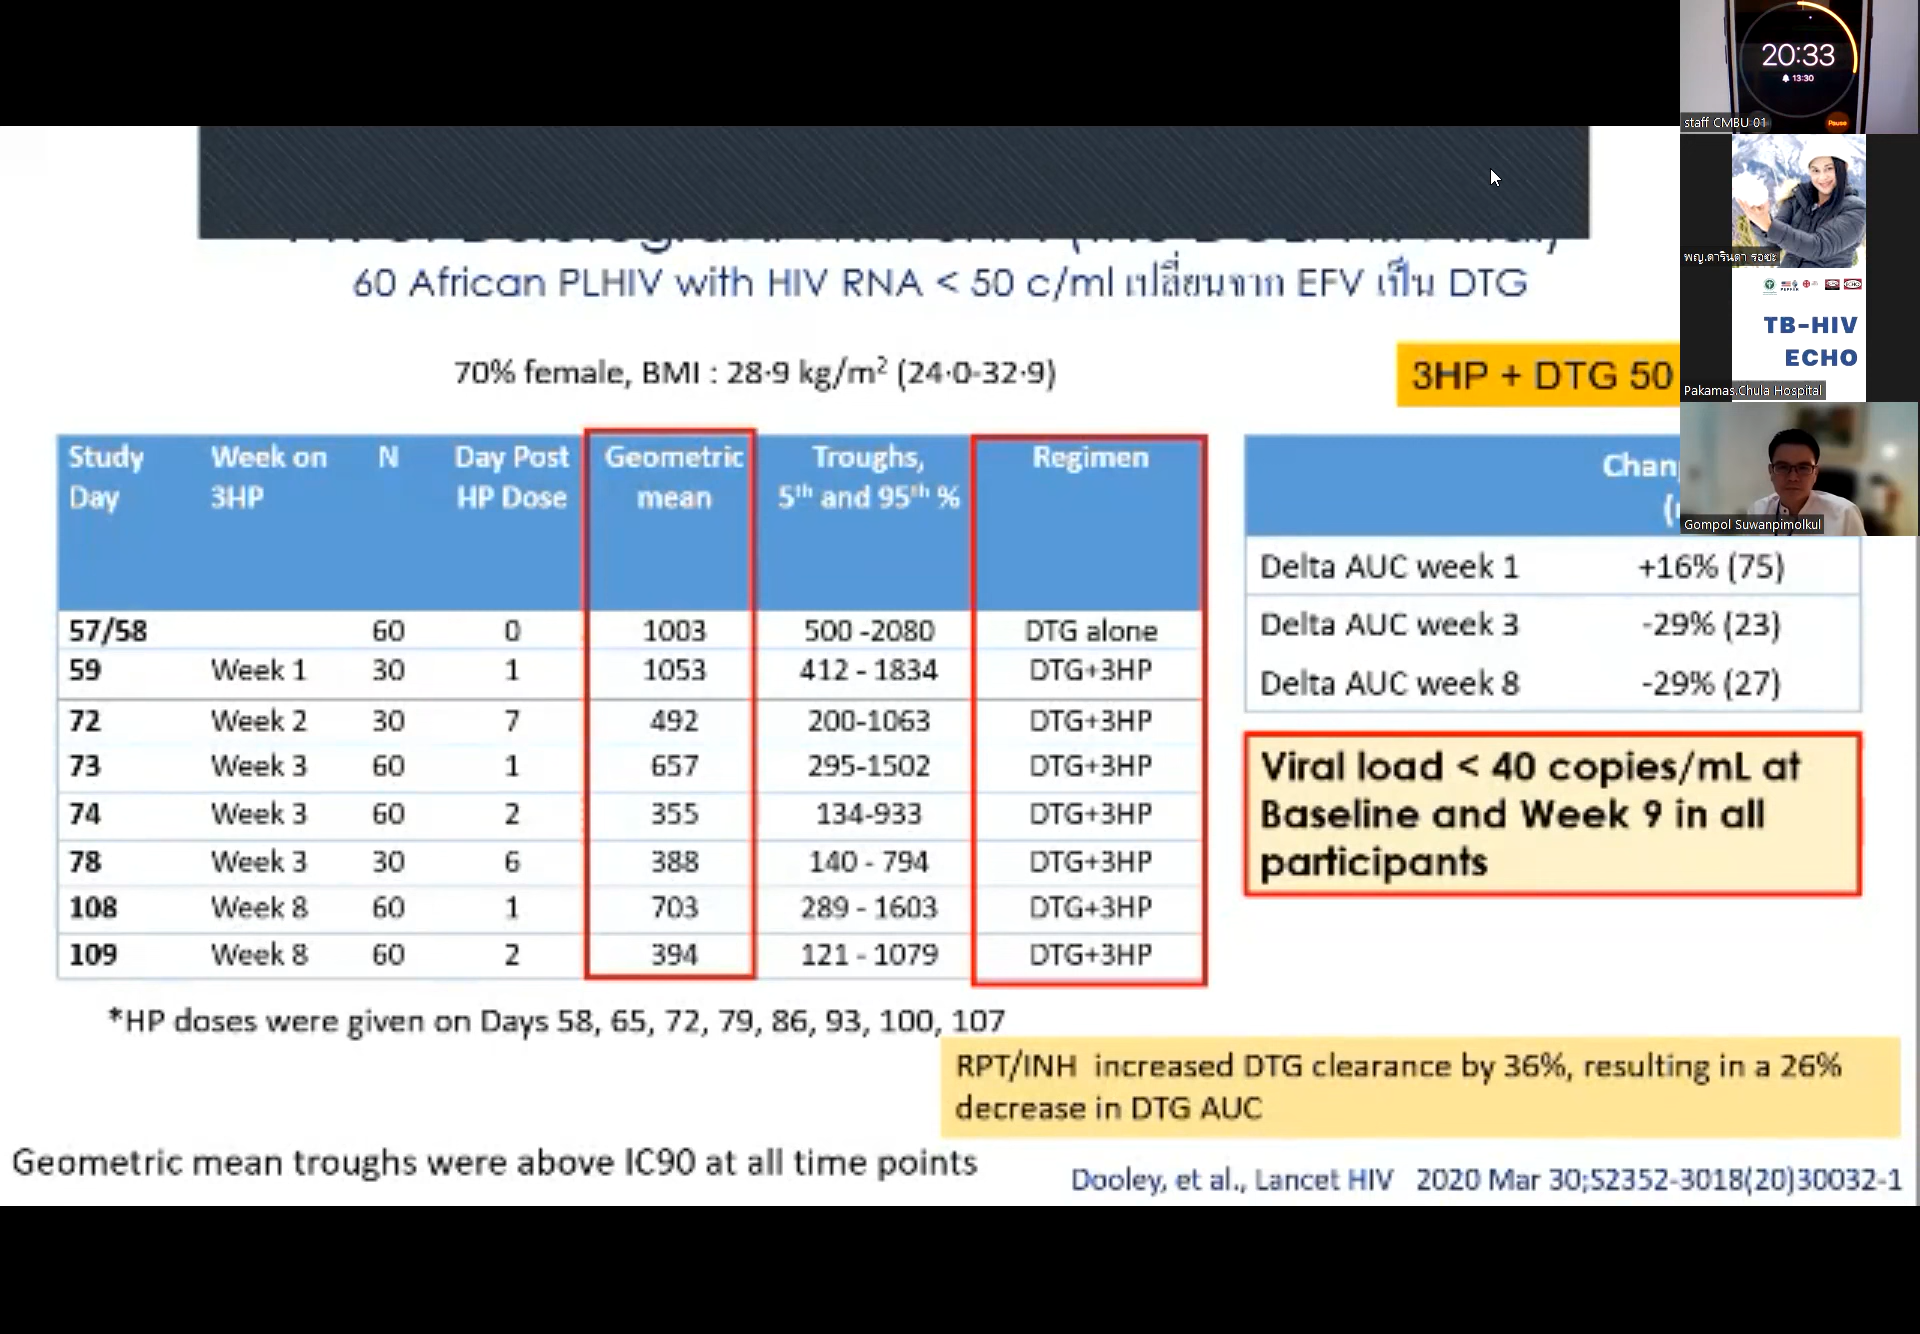 20:33
13:30
Pause
staff CMBU 01
60 African PLHIV with HIV RNA < 50 c/ml เปลี่ยนจาก EFV เป็น DTG
พญ.ดารินดา รอซะ
TB-HIV
ECHO
Pakamas.Chula Hospital
Gompol Suwanpimolkul
70% female, BMI : 28·9 kg/m² (24·0-32·9)
3HP + DTG 50
Study Day Week on 3HP N Day Post HP Dose Geometric mean Troughs, 5th and 95th % Regimen
57/58 60 0 1003 500 -2080 DTG alone
59 Week 1 30 1 1053 412 - 1834 DTG+3HP
72 Week 2 30 7 492 200-1063 DTG+3HP
73 Week 3 60 1 657 295-1502 DTG+3HP
74 Week 3 60 2 355 134-933 DTG+3HP
78 Week 3 30 6 388 140 - 794 DTG+3HP
108 Week 8 60 1 703 289 - 1603 DTG+3HP
109 Week 8 60 2 394 121 - 1079 DTG+3HP
Delta AUC week 1 +16% (75)
Delta AUC week 3 -29% (23)
Delta AUC week 8 -29% (27)
Viral load < 40 copies/mL at
Baseline and Week 9 in all
participants
*HP doses were given on Days 58, 65, 72, 79, 86, 93, 100, 107
RPT/INH increased DTG clearance by 36%, resulting in a 26%
decrease in DTG AUC
Geometric mean troughs were above IC90 at all time points
Dooley, et al., Lancet HIV 2020 Mar 30;S2352-3018(20)30032-1